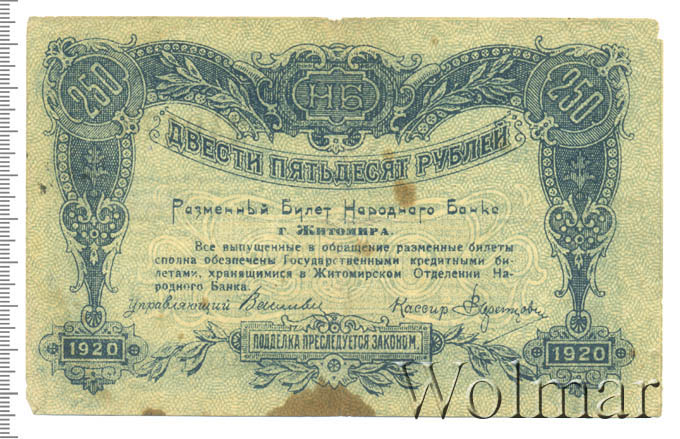 250 НБ 250
ДВЕСТИ ПЯТЬДЕСЯТ РУБЛЕЙ
Разменный Билет Народного Банка
г. Житомира.
Все выпущенные в обращение разменные билеты
сполна обеспечены Государственными кредитными би-
летами, хранящимися в Житомирском Отделении На-
родного Банка.
Управляющий Кассир
1920 ПОДДЕЛКА ПРЕСЛЕДУЕТСЯ ЗАКОНОМ. 1920
Wolmar